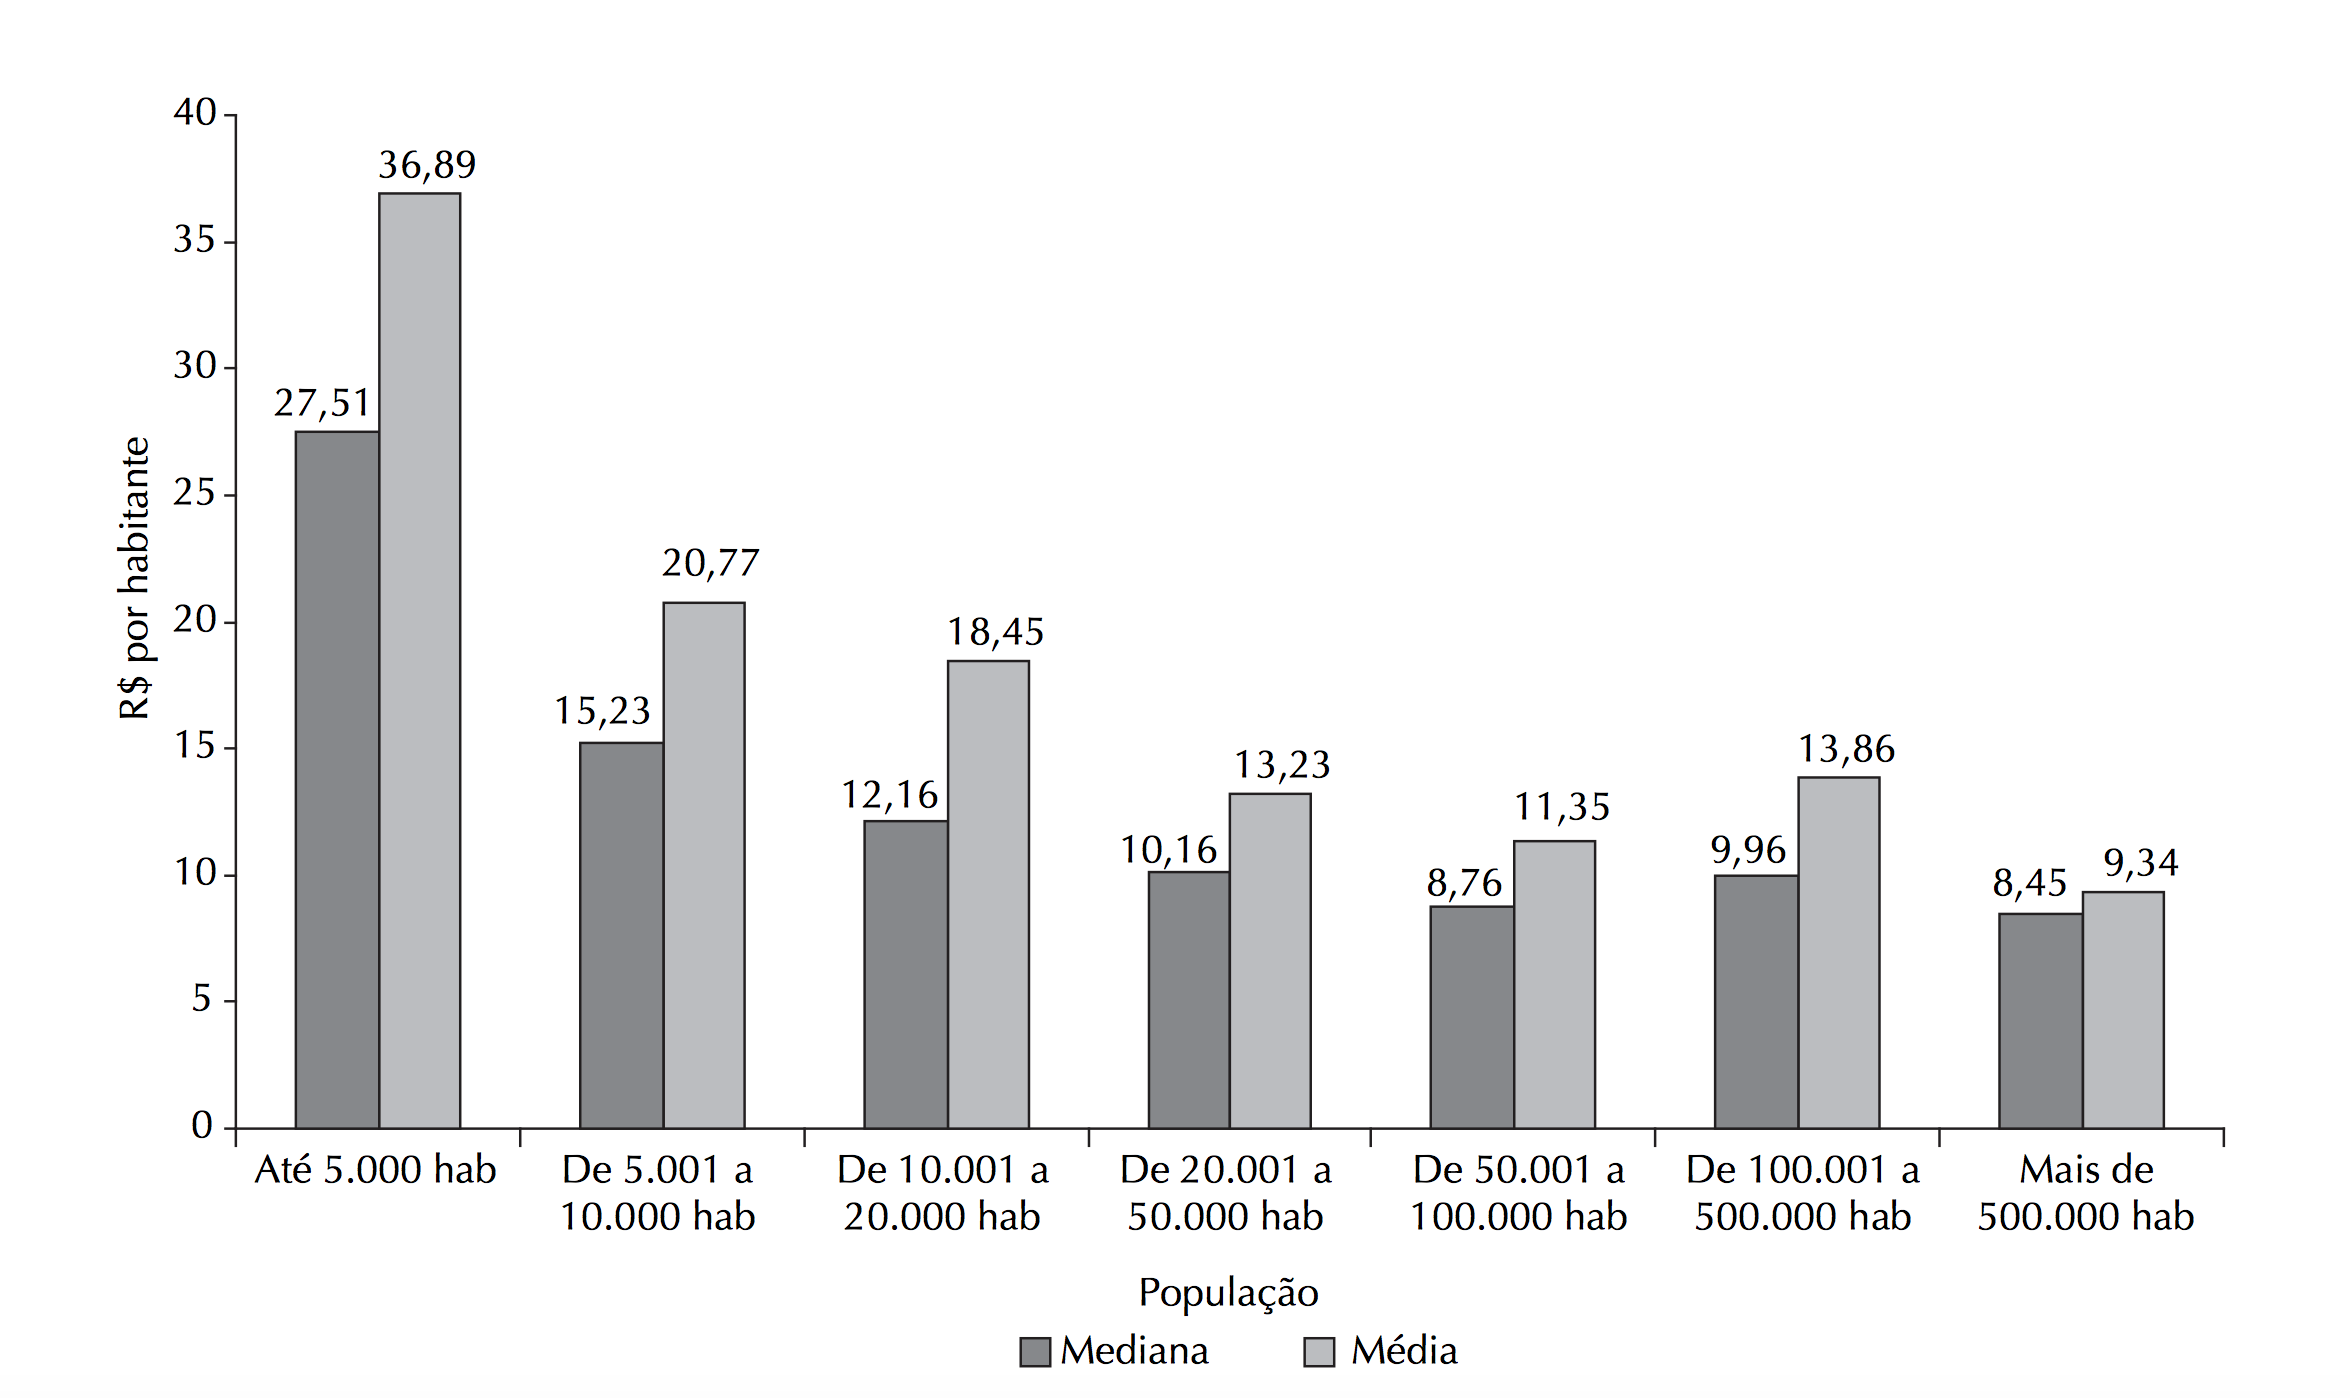 40
36,89
35
30
27,51
25
20,77
20
18,45
15,23
15
13,86
13,23
12,16
11,35
10,16
10
9,96
9,34
8,76
8,45
5
0
R$ por habitante
Até 5.000 hab
De 5.001 a
10.000 hab
De 10.001 a
20.000 hab
De 20.001 a
50.000 hab
De 50.001 a
100.000 hab
De 100.001 a
500.000 hab
Mais de
500.000 hab
População
Mediana
Média